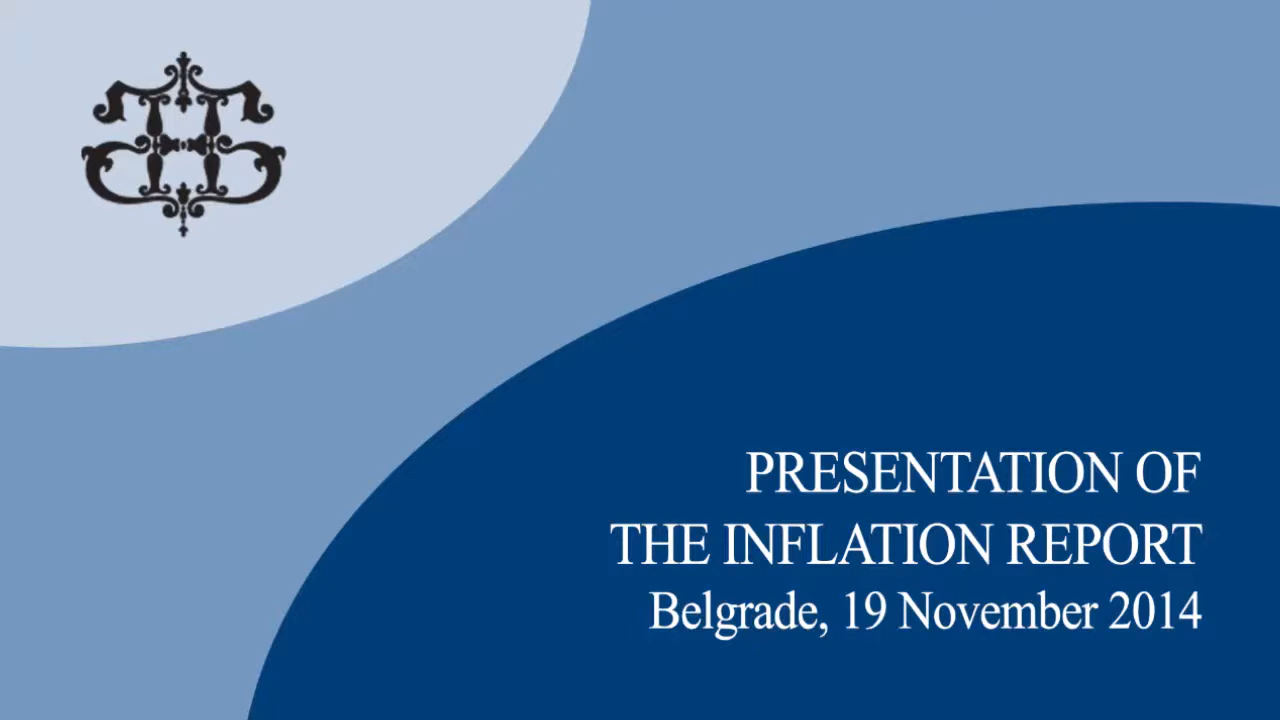 PRESENTATION OF
THE INFLATION REPORT
Belgrade, 19 November 2014